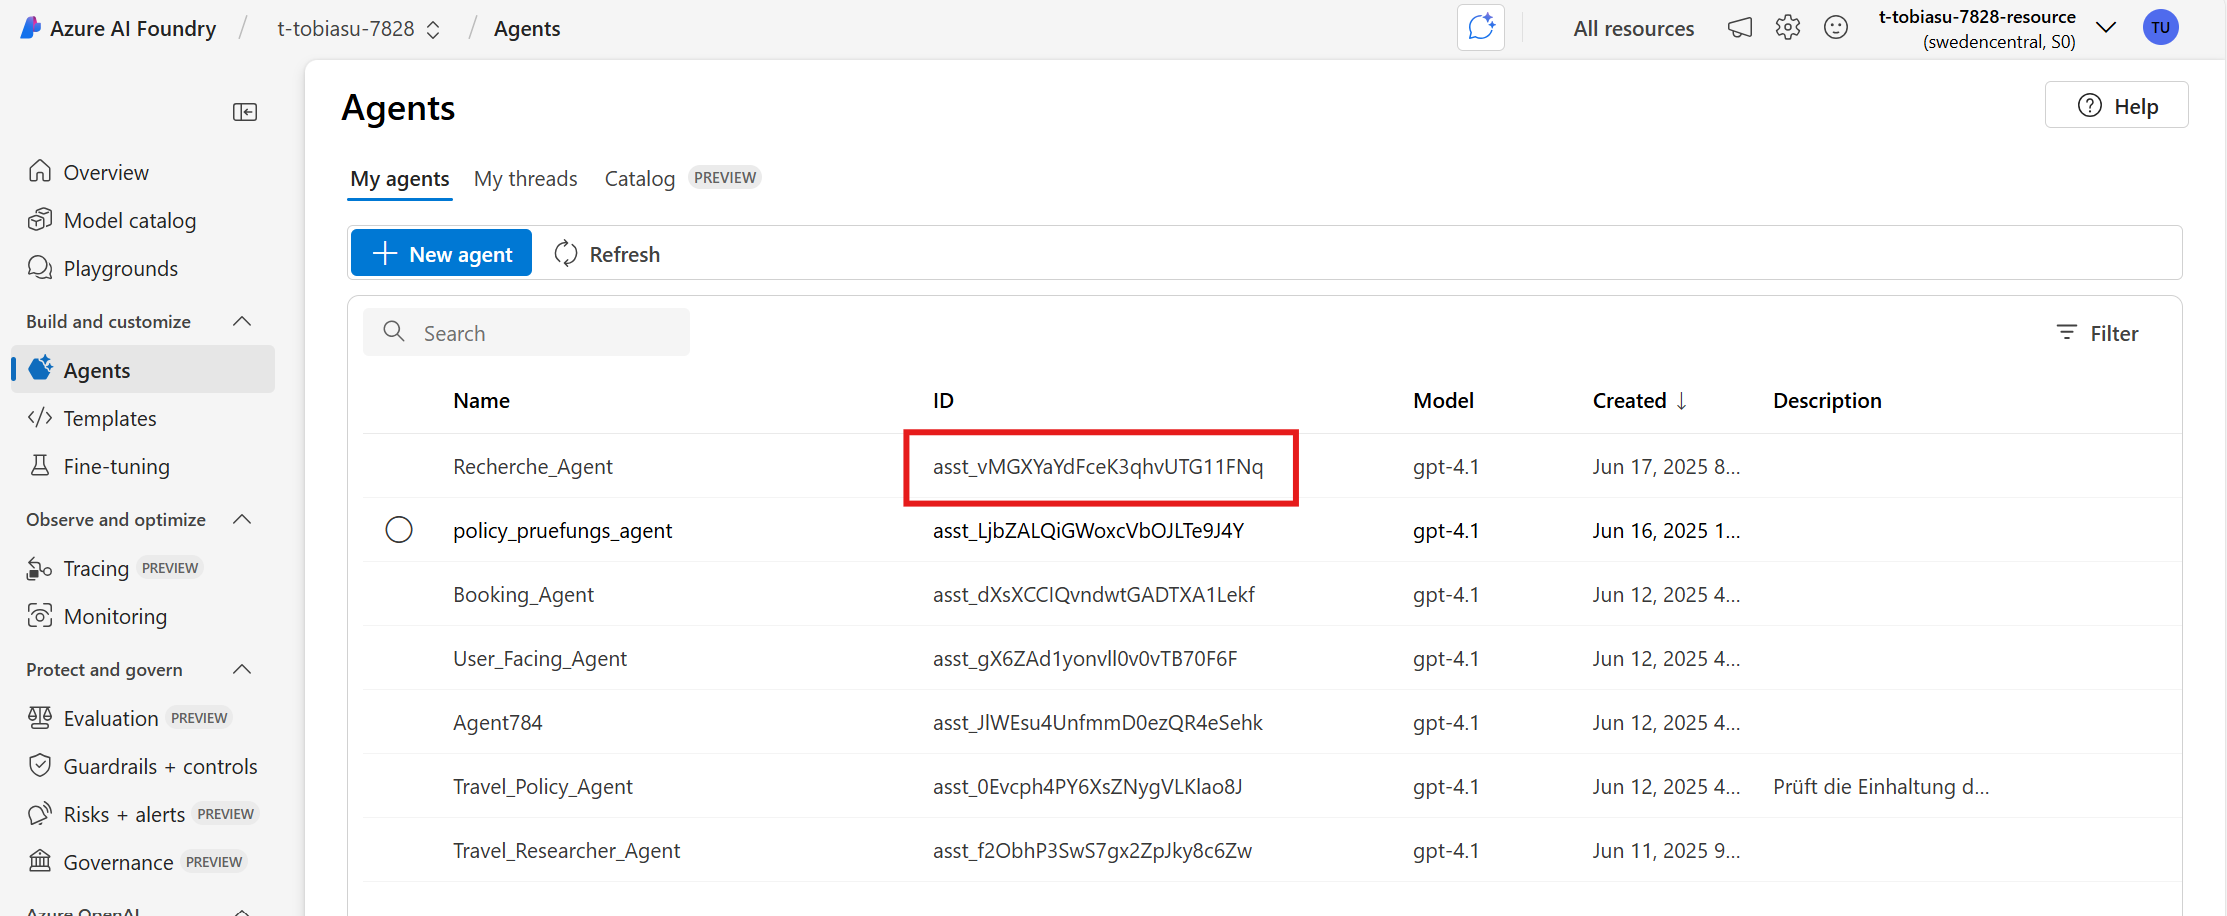 Azure AI Foundry / t-tobiasu-7828 / Agents
All resources
t-tobiasu-7828-resource
(swedencentral, S0)
TU
Overview
Model catalog
Playgrounds
Build and customize
Agents
Templates
Fine-tuning
Observe and optimize
Tracing PREVIEW
Monitoring
Protect and govern
Evaluation PREVIEW
Guardrails + controls
Risks + alerts PREVIEW
Governance PREVIEW
Azure OpenAI
Agents
Help
My agents My threads Catalog PREVIEW
New agent Refresh
Search
Filter
Name ID Model Created ↓ Description
Recherche_Agent asst_vMGXYaYdFceK3qhvUTG11FNq gpt-4.1 Jun 17, 2025 8...
policy_pruefungs_agent asst_LjbZALQiGWoxcVbOJLTe9J4Y gpt-4.1 Jun 16, 2025 1...
Booking_Agent asst_dXsXCCIQvndwtGADTXA1Lekf gpt-4.1 Jun 12, 2025 4...
User_Facing_Agent asst_gX6ZAd1yonvll0v0vTB70F6F gpt-4.1 Jun 12, 2025 4...
Agent784 asst_JlWEsu4UnfmmD0ezQR4eSehk gpt-4.1 Jun 12, 2025 4...
Travel_Policy_Agent asst_0Evcph4PY6XsZNygVLKlao8J gpt-4.1 Jun 12, 2025 4... Prüft die Einhaltung d...
Travel_Researcher_Agent asst_f2ObhP3SwS7gx2ZpJky8c6Zw gpt-4.1 Jun 11, 2025 9...